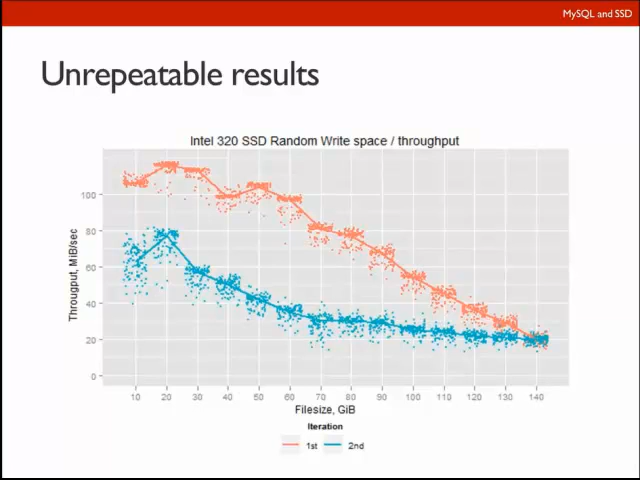 MySQL and SSD
Unrepeatable results
Intel 320 SSD Random Write space / throughput
Througput, MiB/sec
100
80
60
40
20
0
10 20 30 40 50 60 70 80 90 100 110 120 130 140
Filesize, GiB
Iteration
1st 2nd